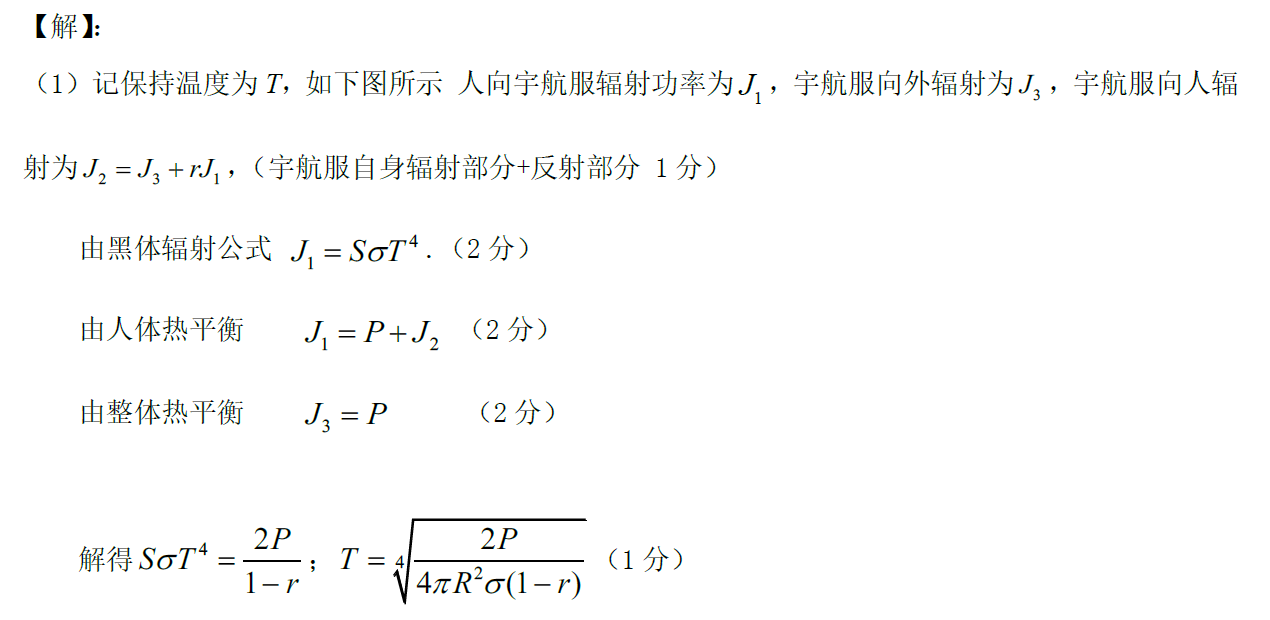 【解】:
（1）记保持温度为 T，如下图所示 人向宇航服辐射功率为 J₁，宇航服向外辐射为 J₃，宇航服向人辐
射为 J₂ = J₃ + rJ₁，（宇航服自身辐射部分+反射部分 1 分）
由黑体辐射公式 J₁ = SσT⁴．（2 分）
由人体热平衡 J₁ = P + J₂ （2 分）
由整体热平衡 J₃ = P （2 分）
解得 SσT⁴ = \frac{2P}{1-r}；T = \sqrt[4]{\frac{2P}{4πR²σ(1-r)}}（1 分）